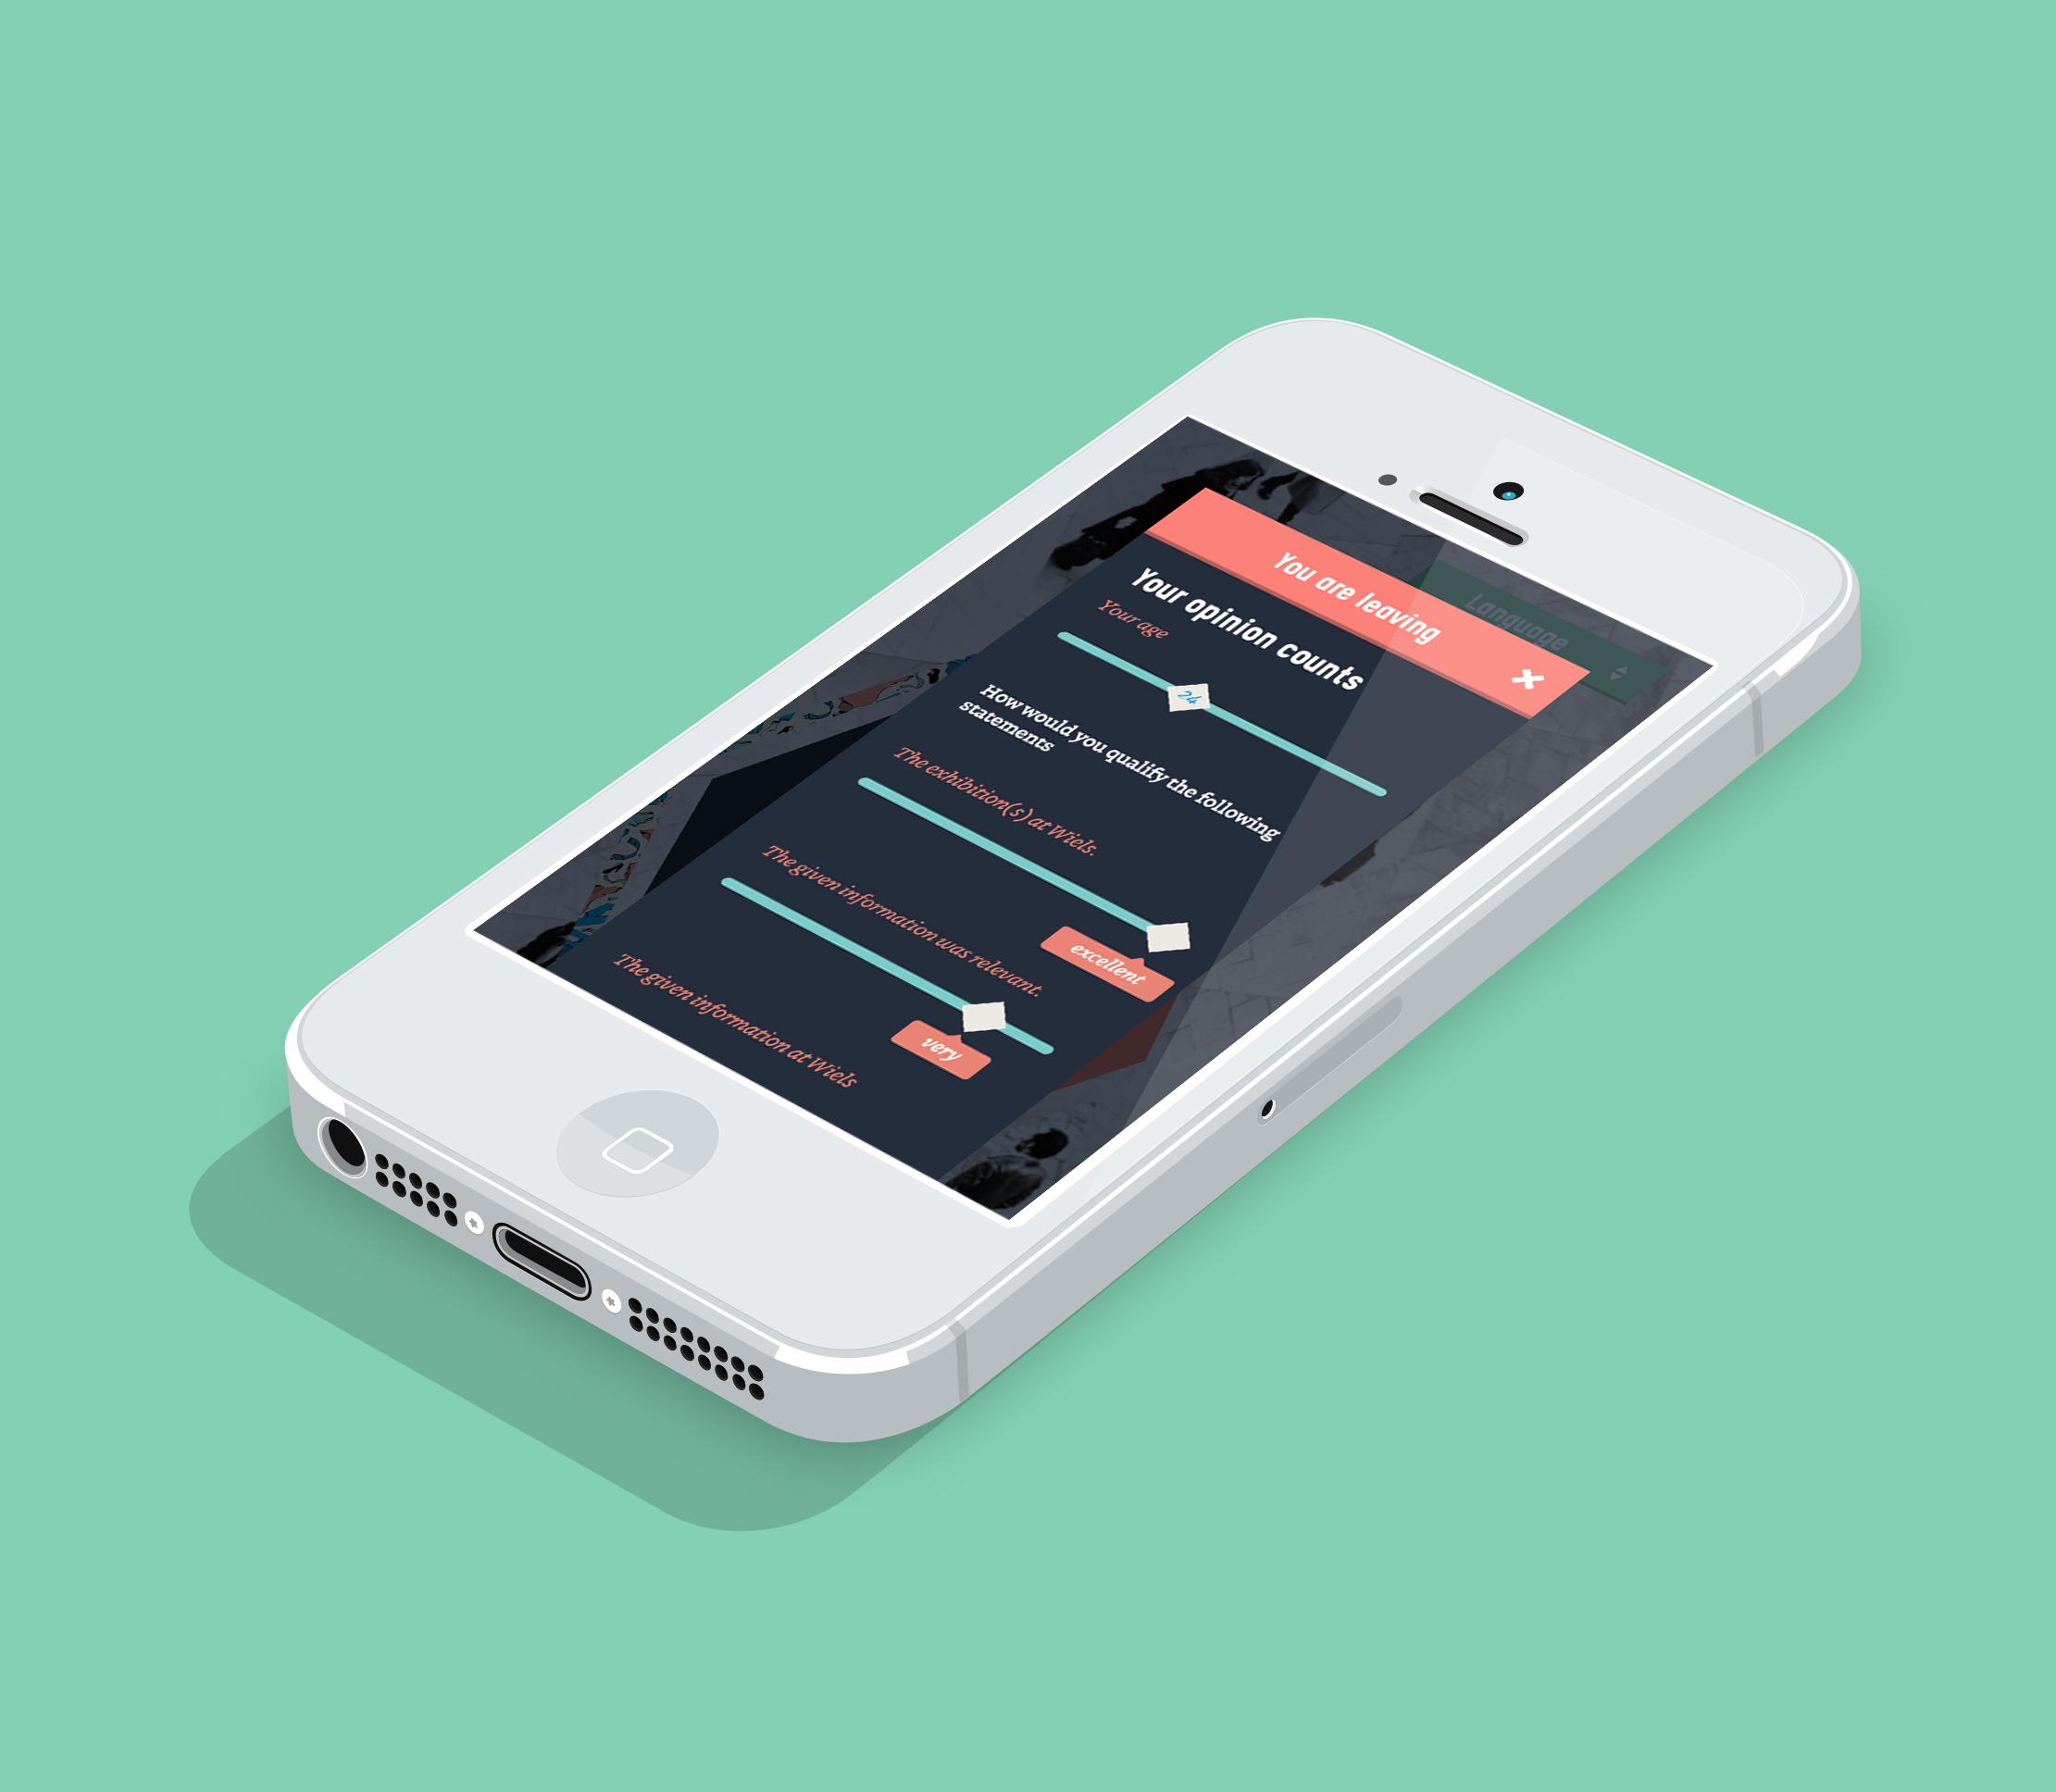 Language
You are leaving
Your opinion counts
Your age
24
How would you qualify the following
statements
The exhibition(s) at Wiels.
excellent
The given information was relevant.
very
The given information at Wiels